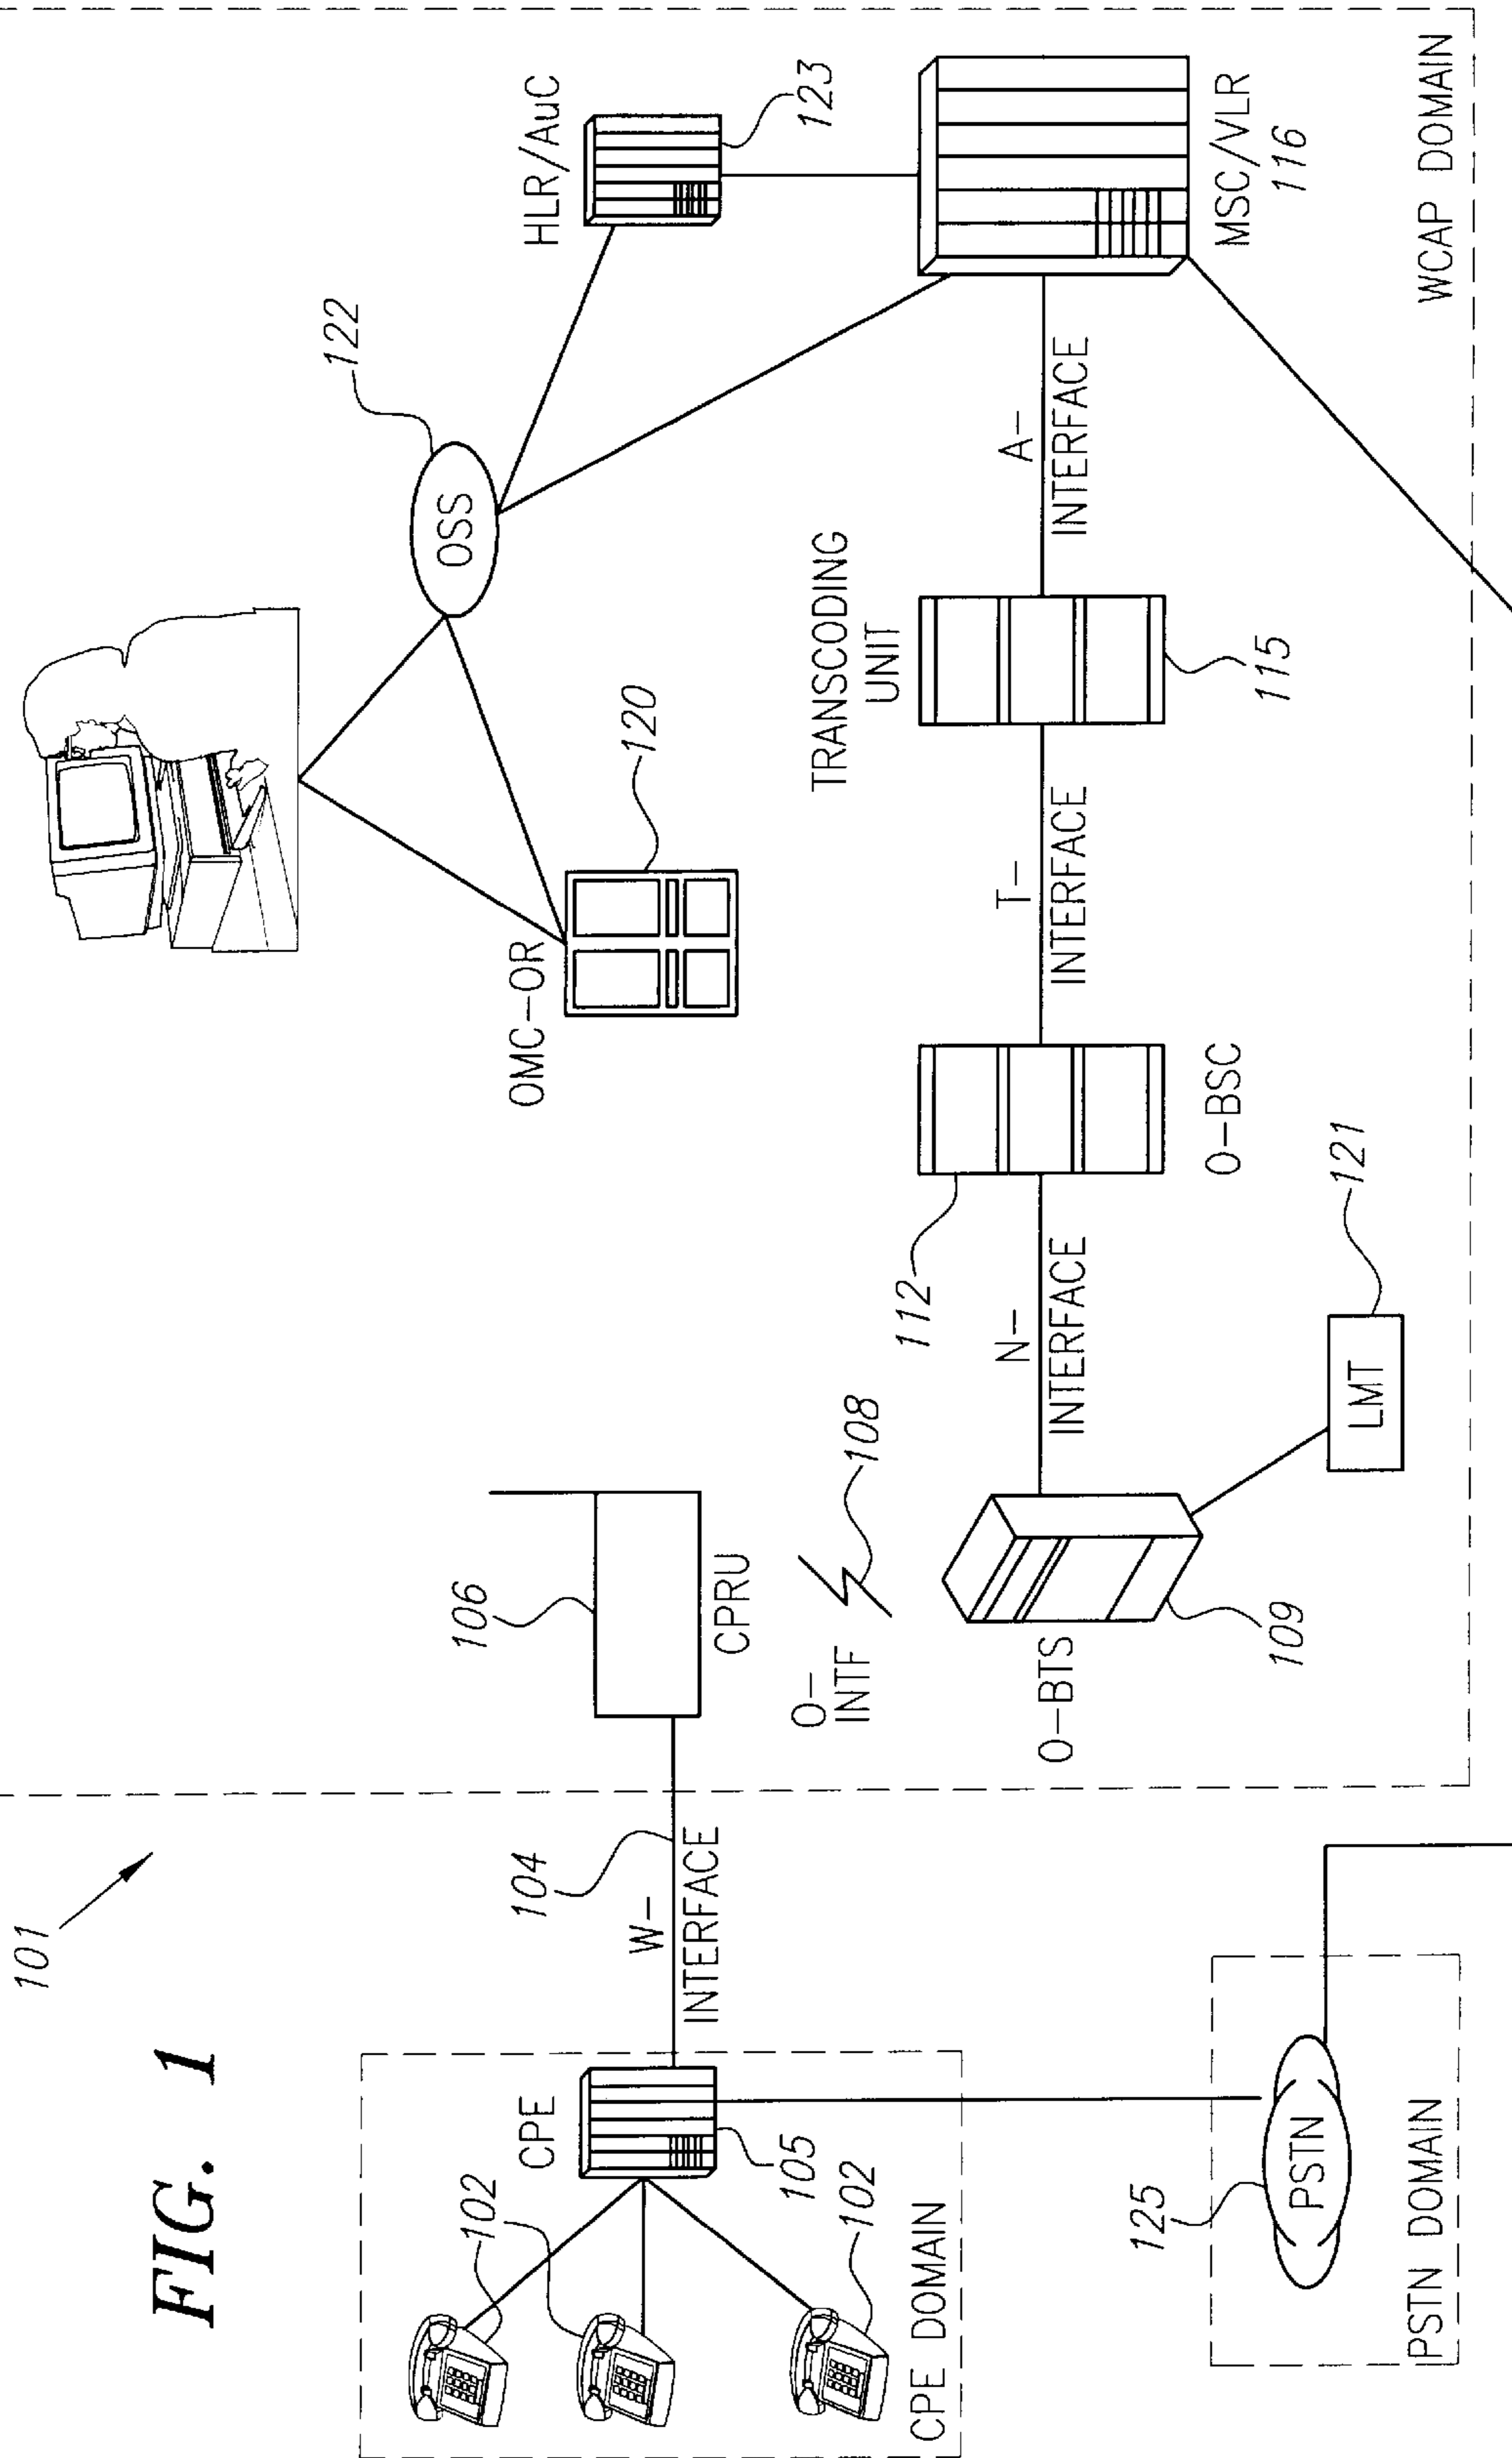 FIG. 1
101
102
102
102
CPE
105
CPE DOMAIN
W-
INTERFACE
104
106
CPRU
O-
INTF
108
O-BTS
109
N-
INTERFACE
112
O-BSC
LMT
121
T-
INTERFACE
TRANSCODING
UNIT
115
A-
INTERFACE
MSC/VLR
116
HLR/AuC
123
OSS
122
OMC-OR
120
WCAP DOMAIN
125
PSTN
PSTN DOMAIN